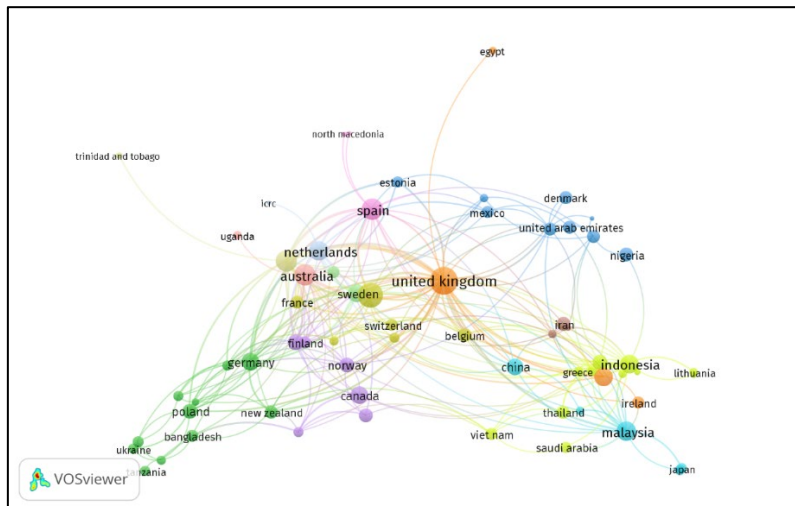 egypt
north macedonia
trinidad and tobago
estonia
icrc
spain
mexico
denmark
uganda
united arab emirates
netherlands
nigeria
australia
united kingdom
sweden
france
switzerland
iran
belgium
finland
germany
norway
china
greece
indonesia
lithuania
canada
ireland
poland
new zealand
thailand
bangladesh
viet nam
malaysia
ukraine
saudi arabia
japan
VOSviewer